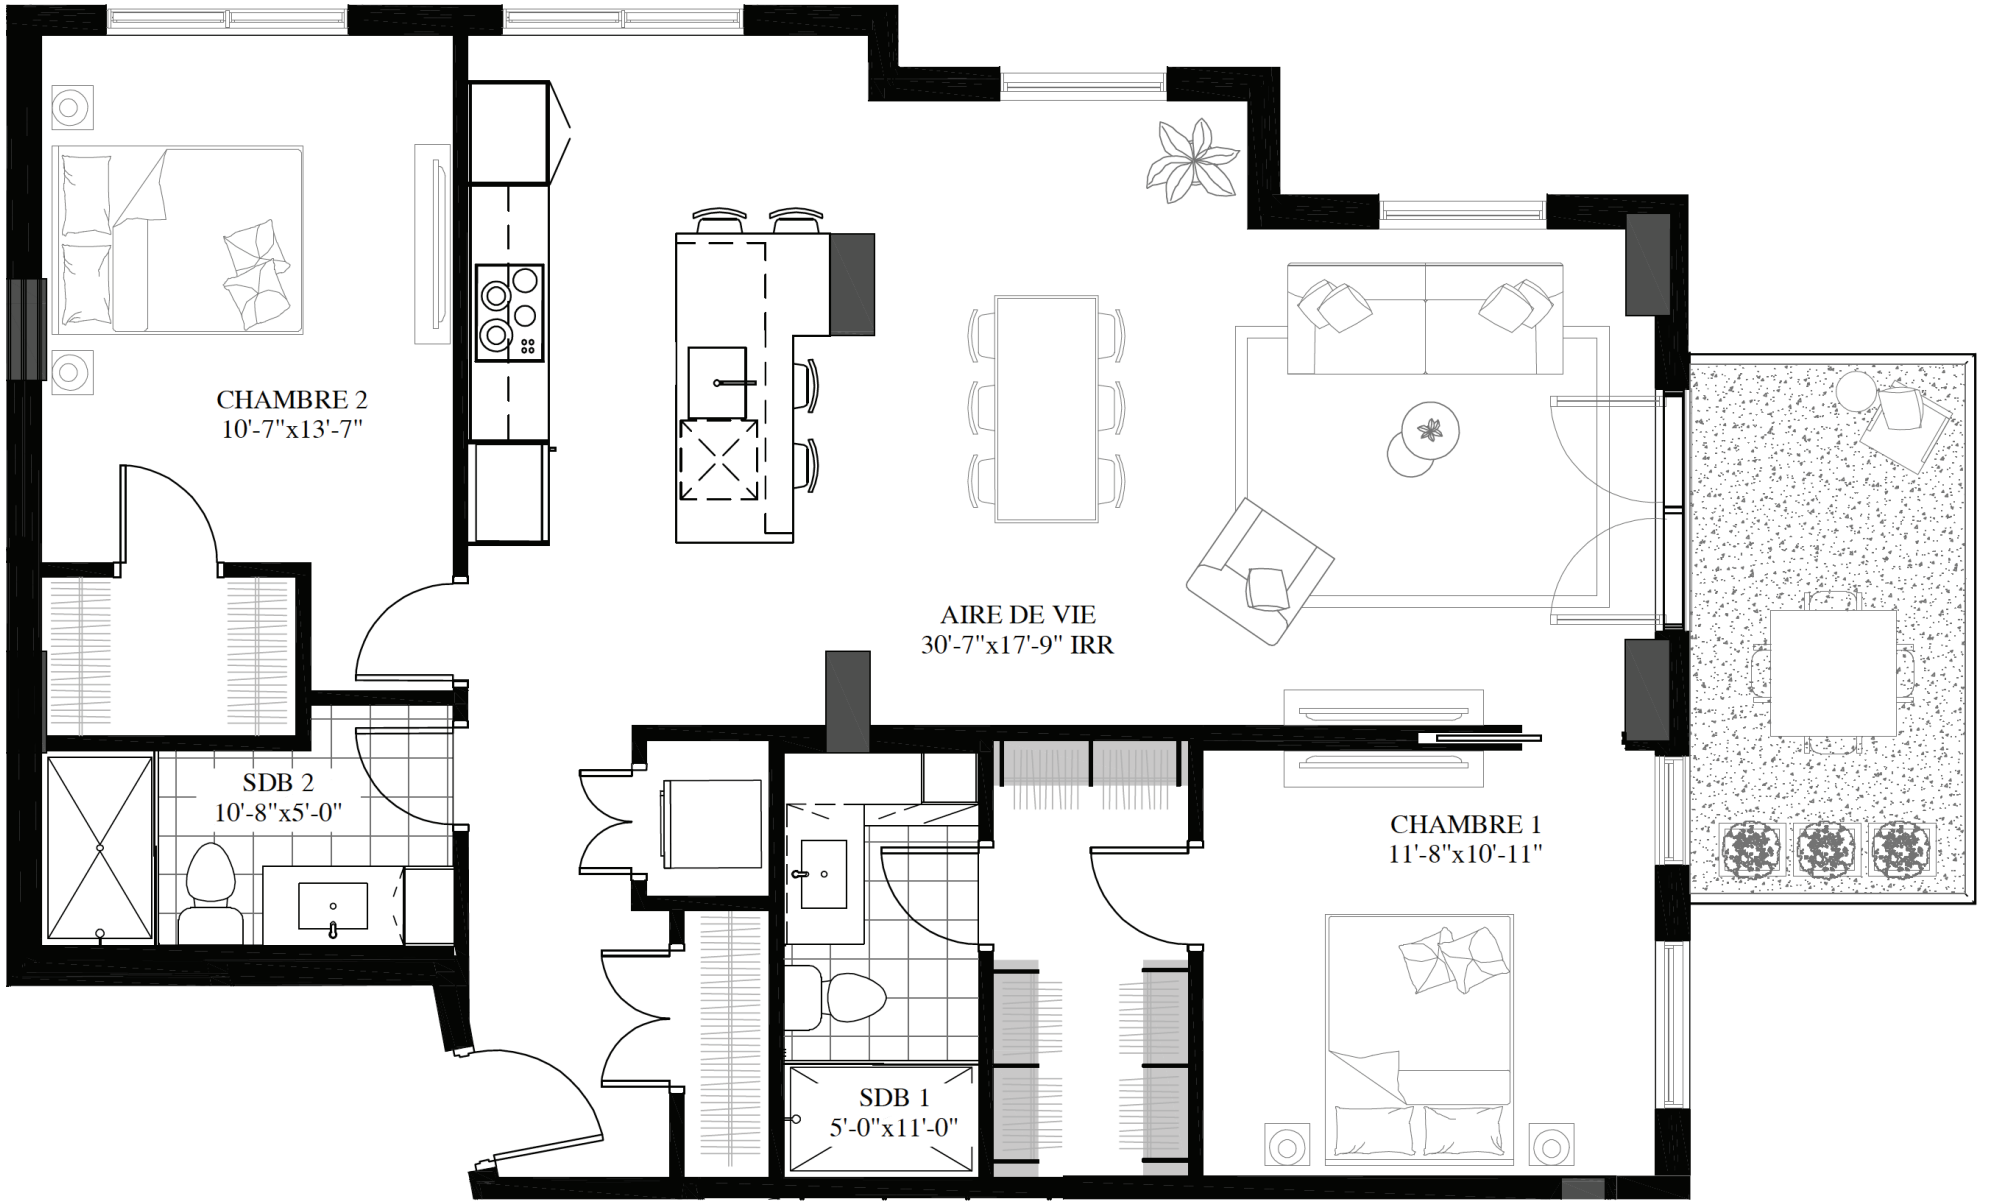 CHAMBRE 2
10'-7"x13'-7"
AIRE DE VIE
30'-7"x17'-9" IRR
SDB 2
10'-8"x5'-0"
CHAMBRE 1
11'-8"x10'-11"
SDB 1
5'-0"x11'-0"